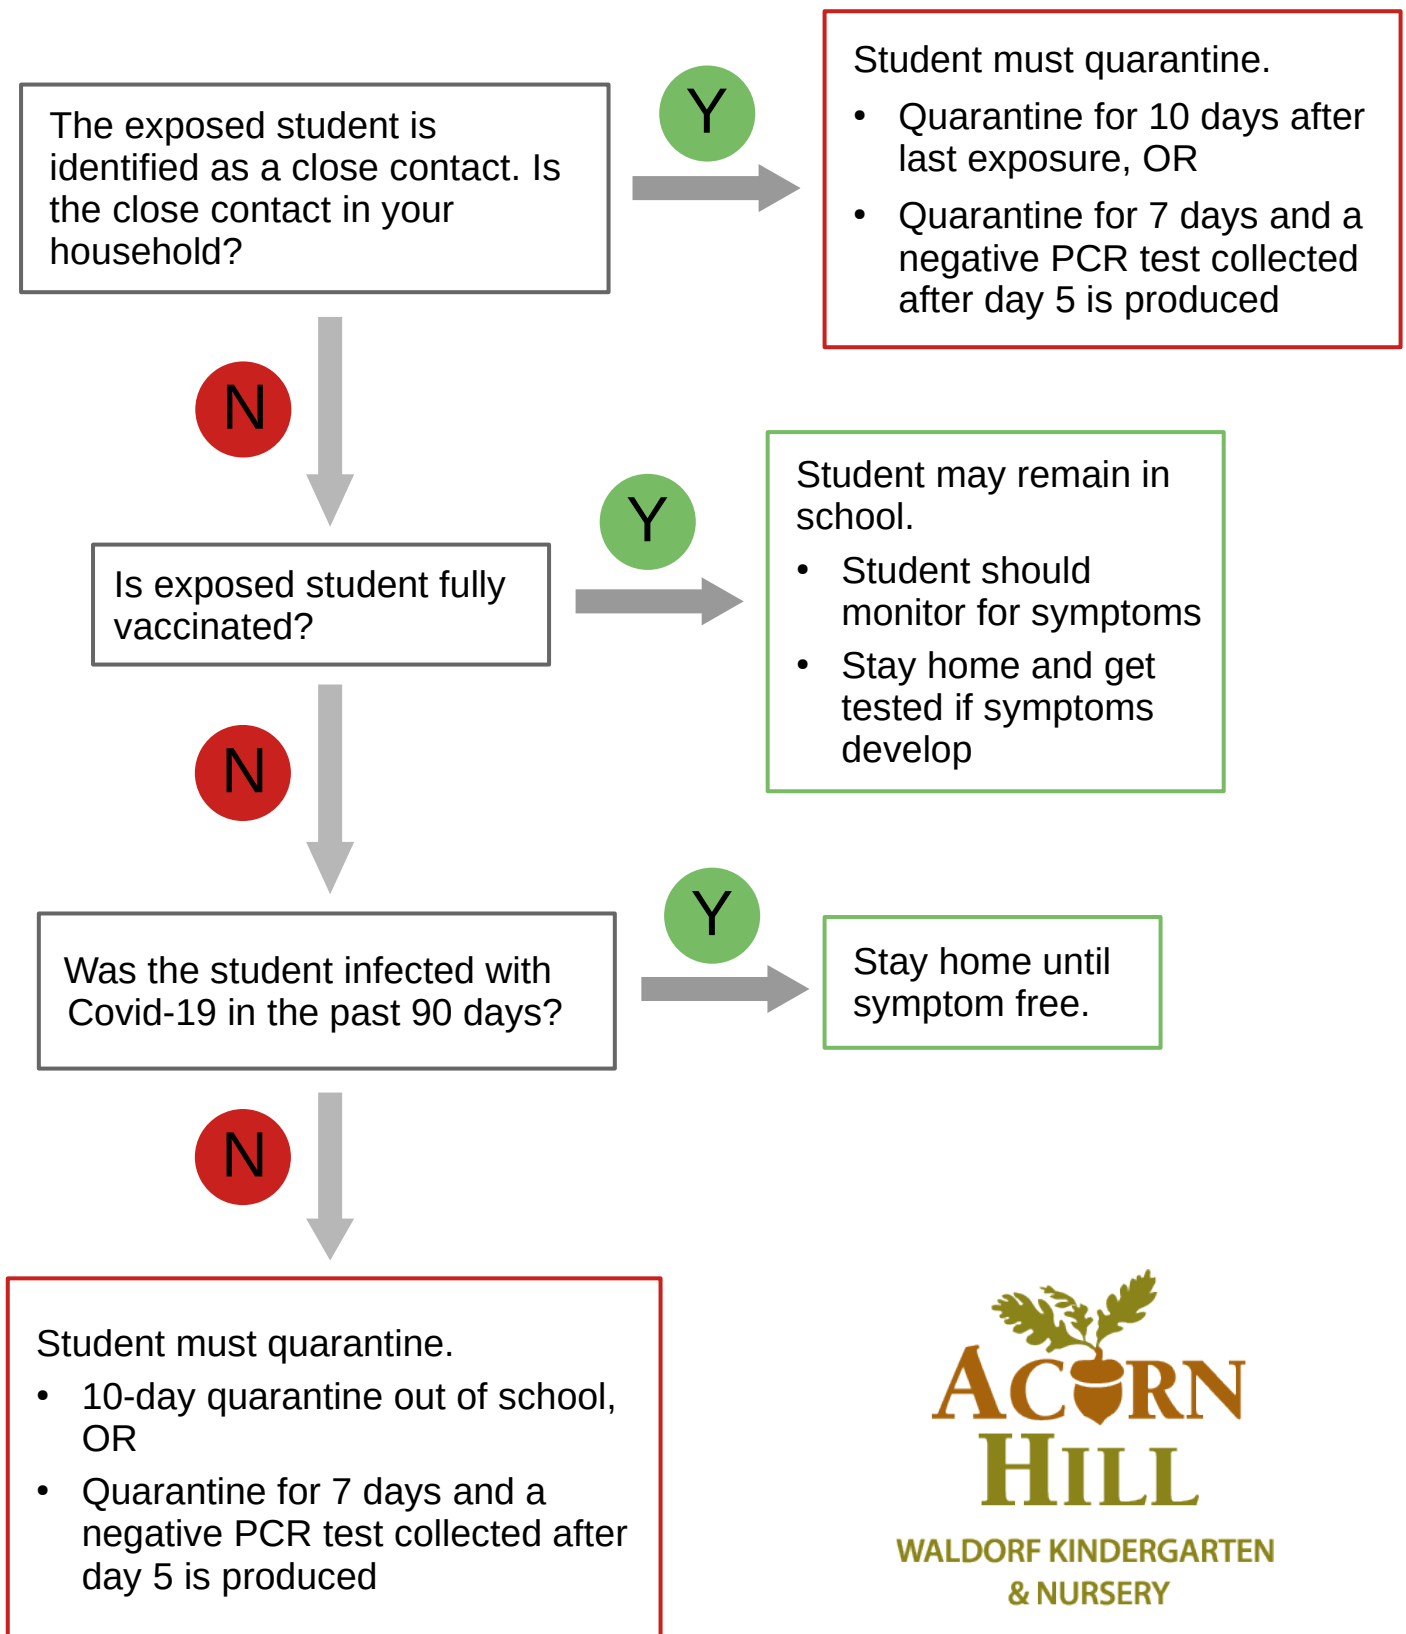 The exposed student is
identified as a close contact. Is
the close contact in your
household?
Y
Student must quarantine.
• Quarantine for 10 days after
last exposure, OR
• Quarantine for 7 days and a
negative PCR test collected
after day 5 is produced
N
Is exposed student fully
vaccinated?
Y
Student may remain in
school.
• Student should
monitor for symptoms
• Stay home and get
tested if symptoms
develop
N
Was the student infected with
Covid-19 in the past 90 days?
Y
Stay home until
symptom free.
N
Student must quarantine.
• 10-day quarantine out of school,
OR
• Quarantine for 7 days and a
negative PCR test collected after
day 5 is produced
ACORN
HILL
WALDORF KINDERGARTEN
& NURSERY